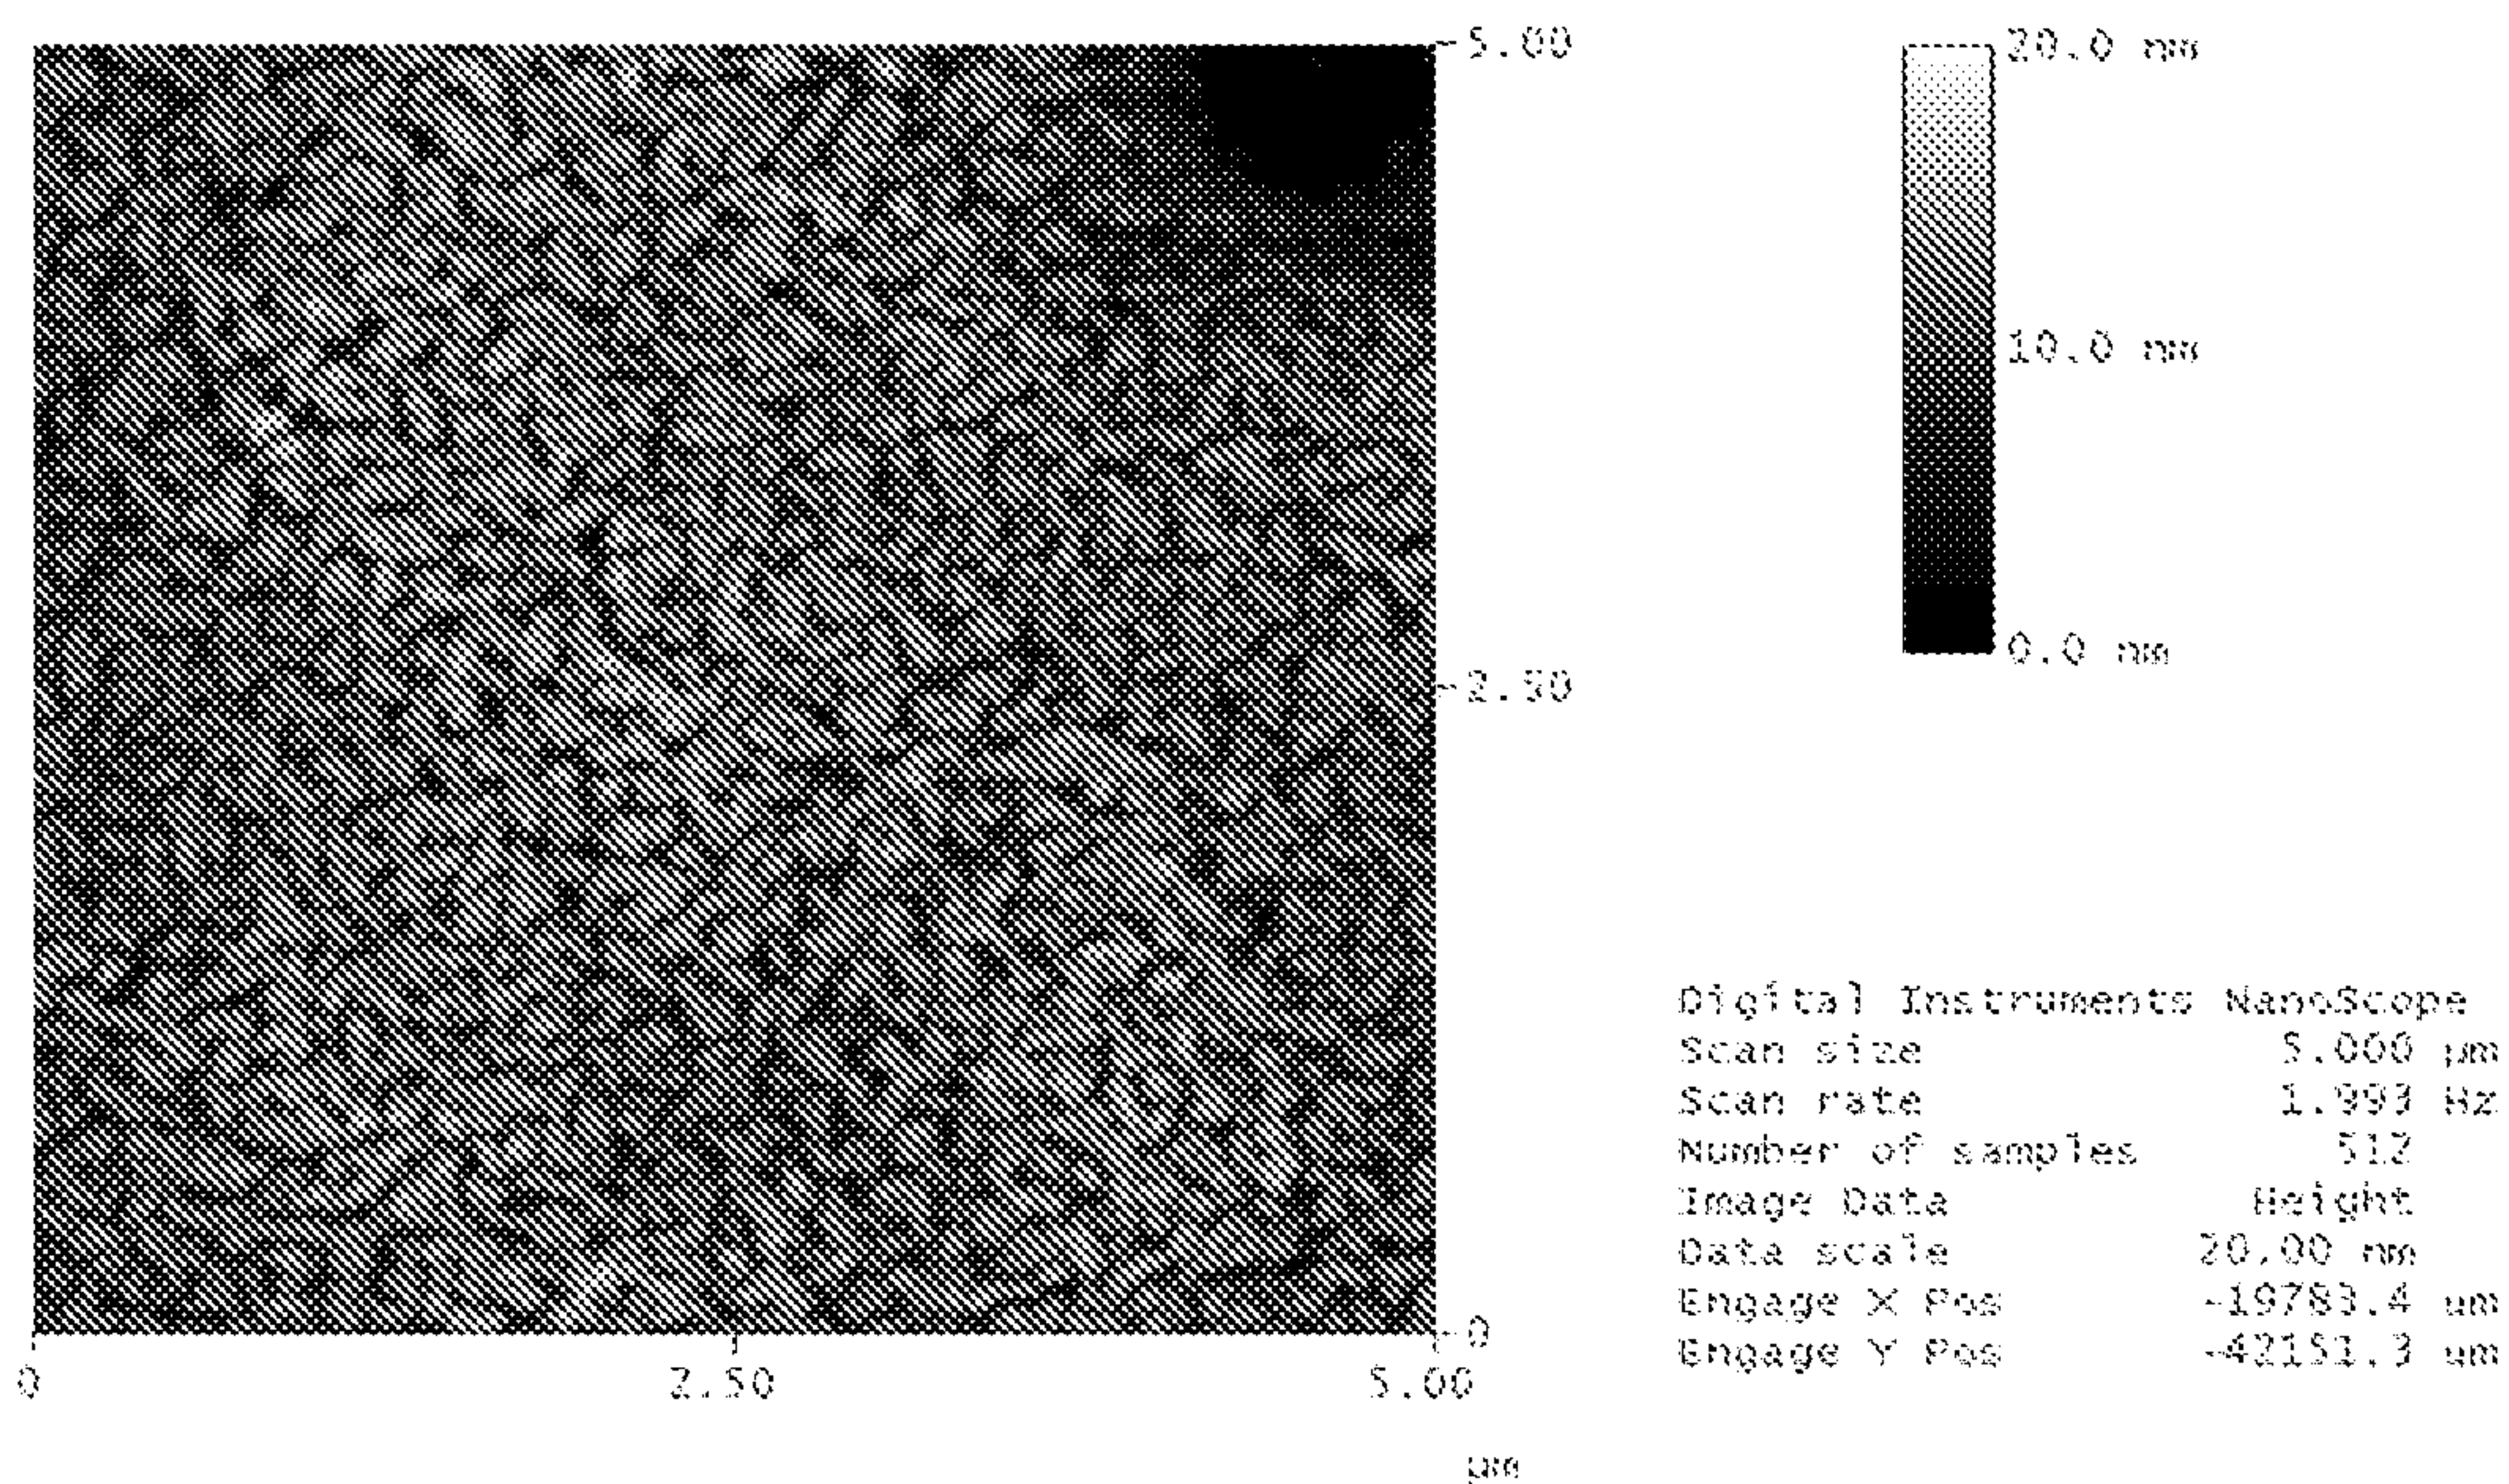 5.00
2.50
0
0
2.50
5.00
µm
20.0 nm
10.0 nm
0.0 nm
Digital Instruments NanoScope
Scan size 5.000 µm
Scan rate 1.993 Hz
Number of samples 512
Image Data Height
Data scale 20.00 nm
Engage X Pos -19783.4 um
Engage Y Pos -42151.3 um